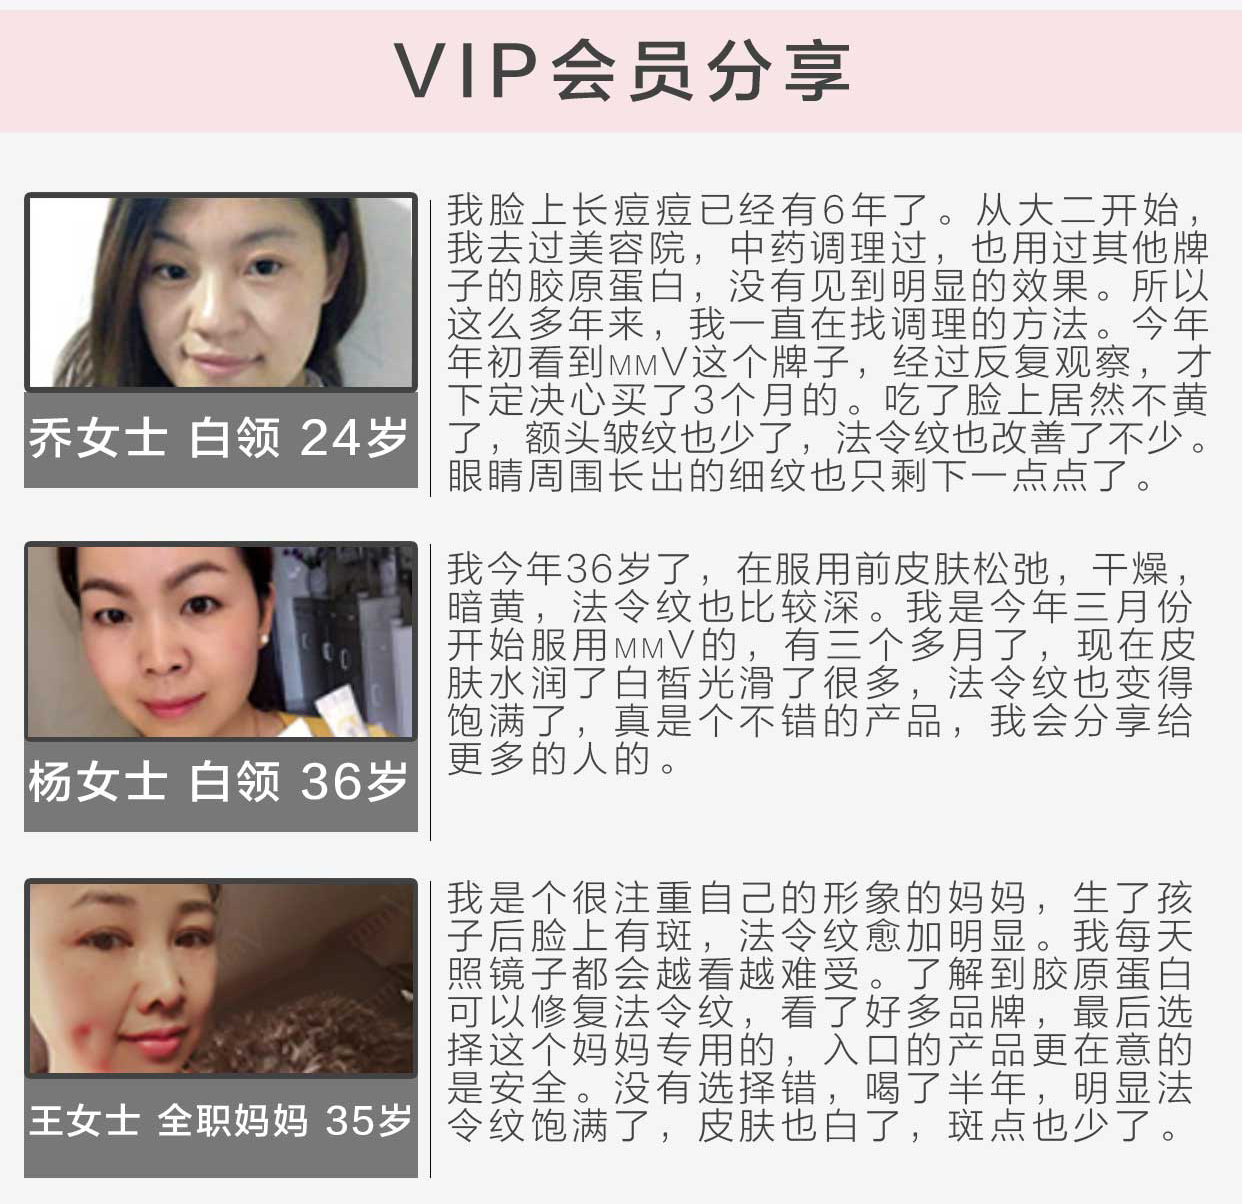 VIP会员分享
我脸上长痘痘已经有6年了。从大二开始，
我去过美容院，中药调理过，也用过其他牌
子的胶原蛋白，没有见到明显的效果。所以
这么多年来，我一直在找调理的方法。今年
年初看到MMV这个牌子，经过反复观察，才
下定决心买了3个月的。吃了脸上居然不黄
了，额头皱纹也少了，法令纹也改善了不少。
眼睛周围长出的细纹也只剩下一点点了。
乔女士 白领 24岁
我今年36岁了，在服用前皮肤松弛，干燥，
暗黄，法令纹也比较深。我是今年三月份
开始服用MMV的，有三个多月了，现在皮
肤水润了白皙光滑了很多，法令纹也变得
饱满了，真是个不错的产品，我会分享给
更多的人的。
杨女士 白领 36岁
我是个很注重自己的形象的妈妈，生了孩
子后脸上有斑，法令纹愈加明显。我每天
照镜子都会越看越难受。了解到胶原蛋白
可以修复法令纹，看了好多品牌，最后选
择这个妈妈专用的，入口的产品更在意的
是安全。没有选择错，喝了半年，明显法
令纹饱满了，皮肤也白了，斑点也少了。
王女士 全职妈妈 35岁